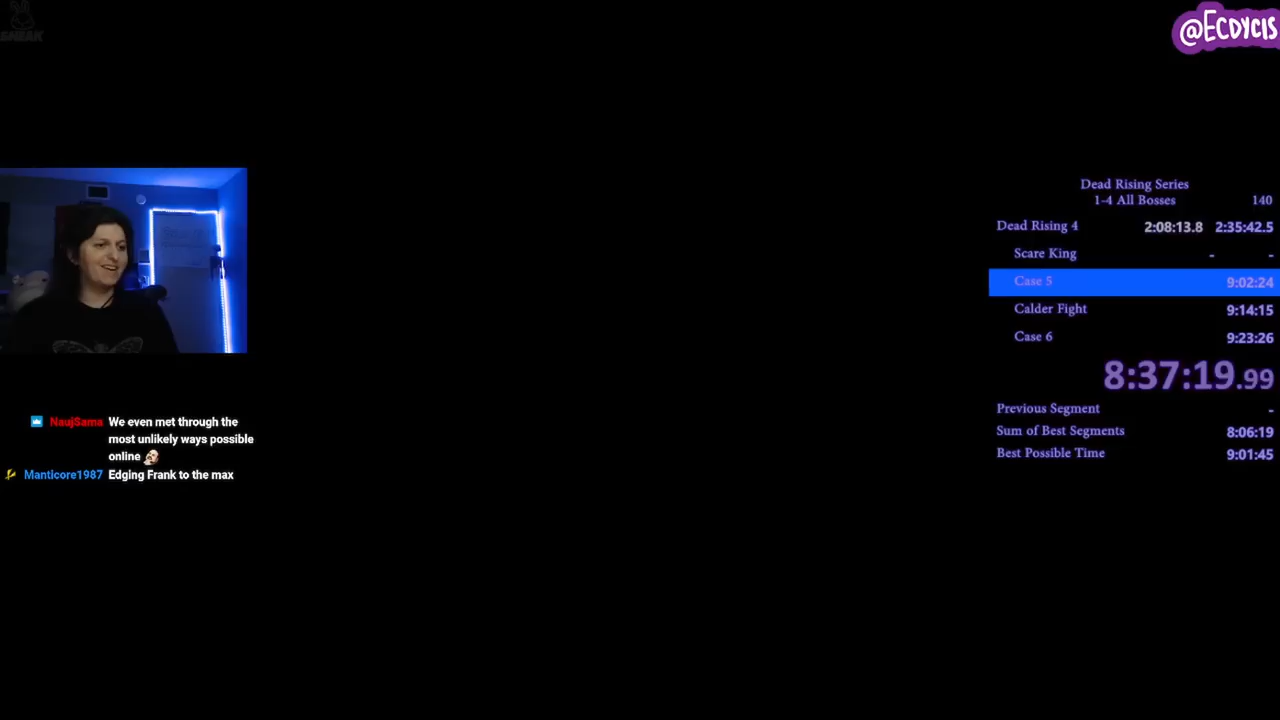 SNEAK
@ECDYCIS
Dead Rising Series
1-4 All Bosses 140
Dead Rising 4 2:08:13.8 2:35:42.5
Scare King - -
Case 5 9:02:24
Calder Fight 9:14:15
Case 6 9:23:26
8:37:19.99
Previous Segment -
Sum of Best Segments 8:06:19
Best Possible Time 9:01:45
NaujSama We even met through the
most unlikely ways possible
online
Manticore1987 Edging Frank to the max